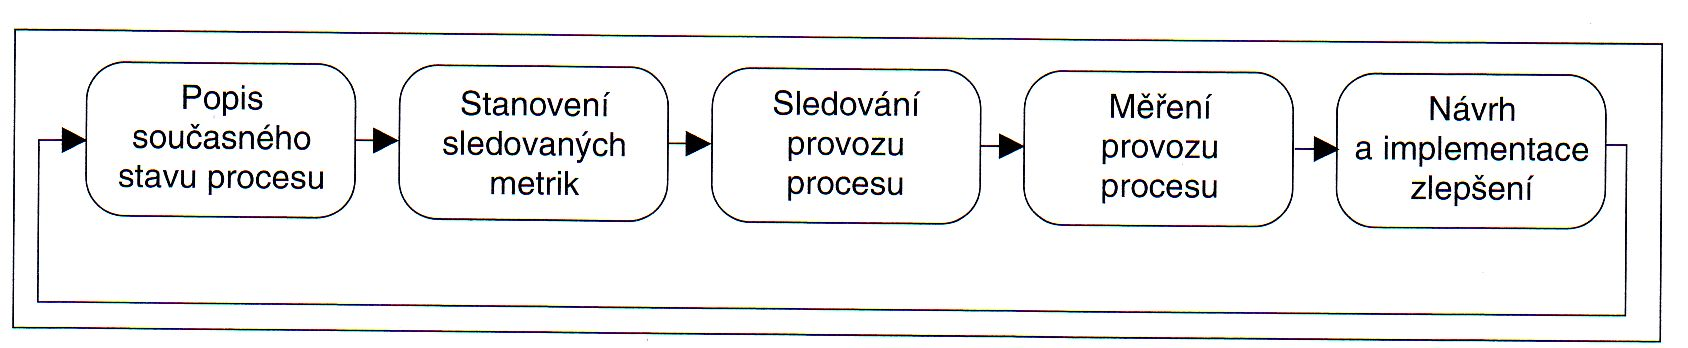 Popis
současného
stavu procesu
Stanovení
sledovaných
metrik
Sledování
provozu
procesu
Měření
provozu
procesu
Návrh
a implementace
zlepšení